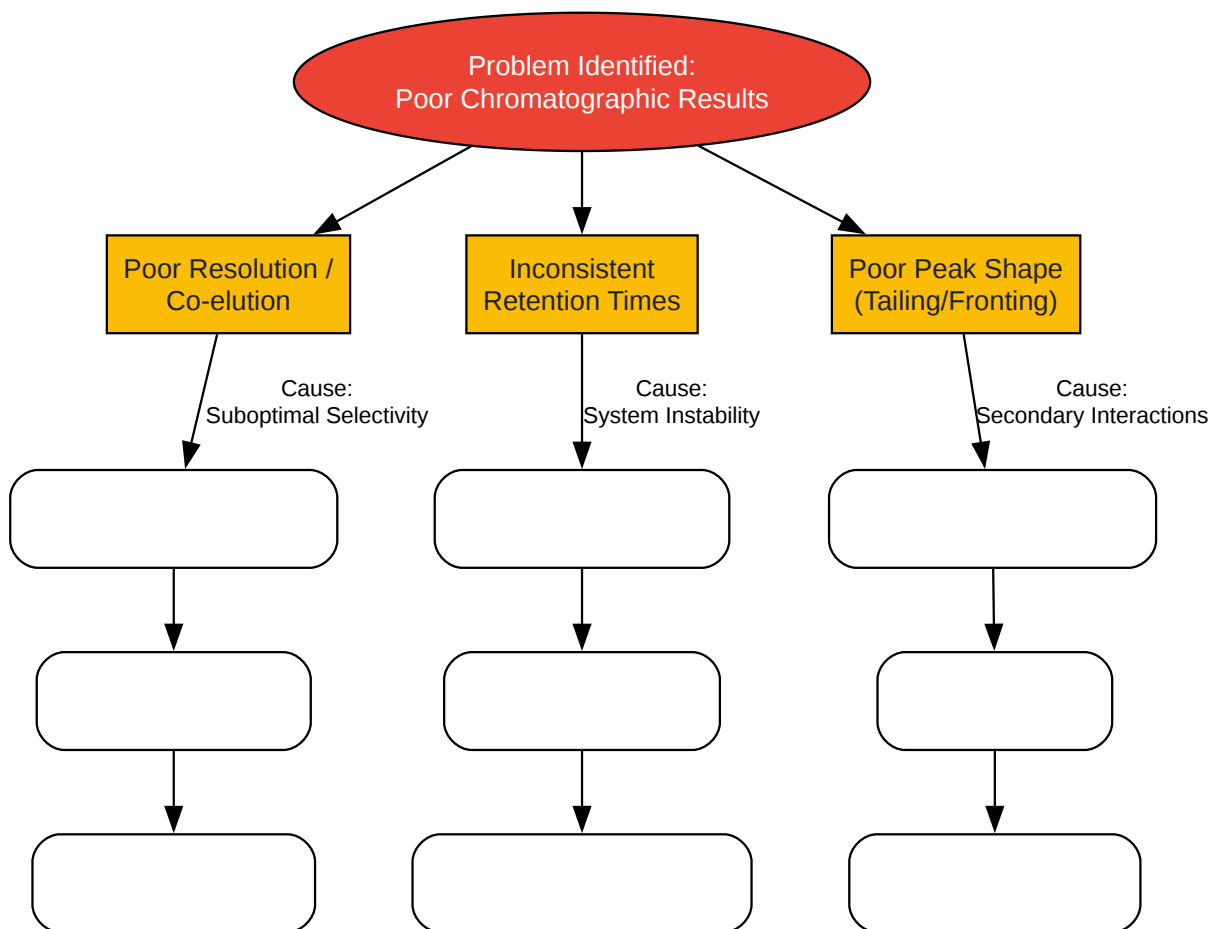 Problem Identified:
Poor Chromatographic Results
Poor Resolution /
Co-elution
Inconsistent
Retention Times
Poor Peak Shape
(Tailing/Fronting)
Cause:
Suboptimal Selectivity
Cause:
System Instability
Cause:
Secondary Interactions